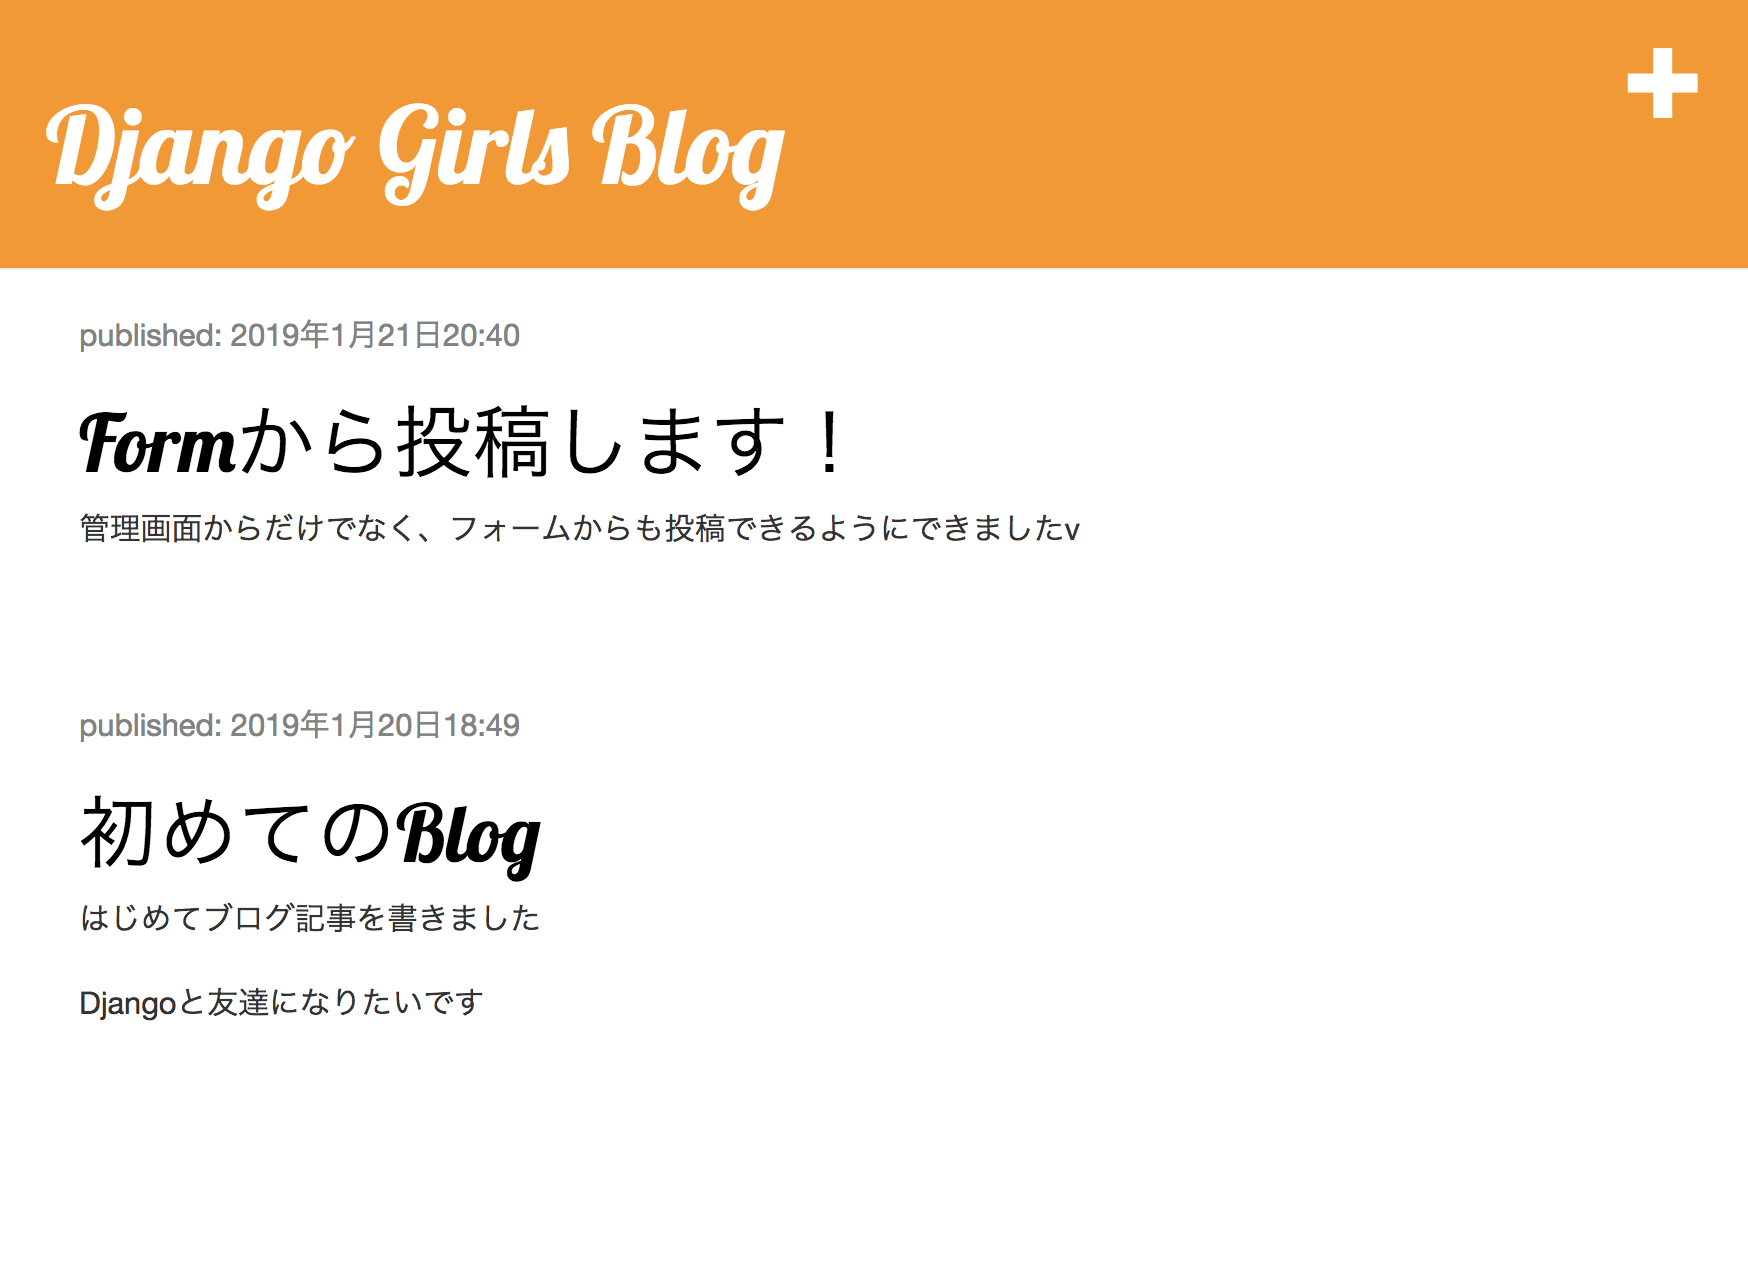 Django Girls Blog
published: 2019年1月21日20:40
Formから投稿します！
管理画面からだけでなく、フォームからも投稿できるようにできましたv
published: 2019年1月20日18:49
初めてのBlog
はじめてブログ記事を書きました
Djangoと友達になりたいです